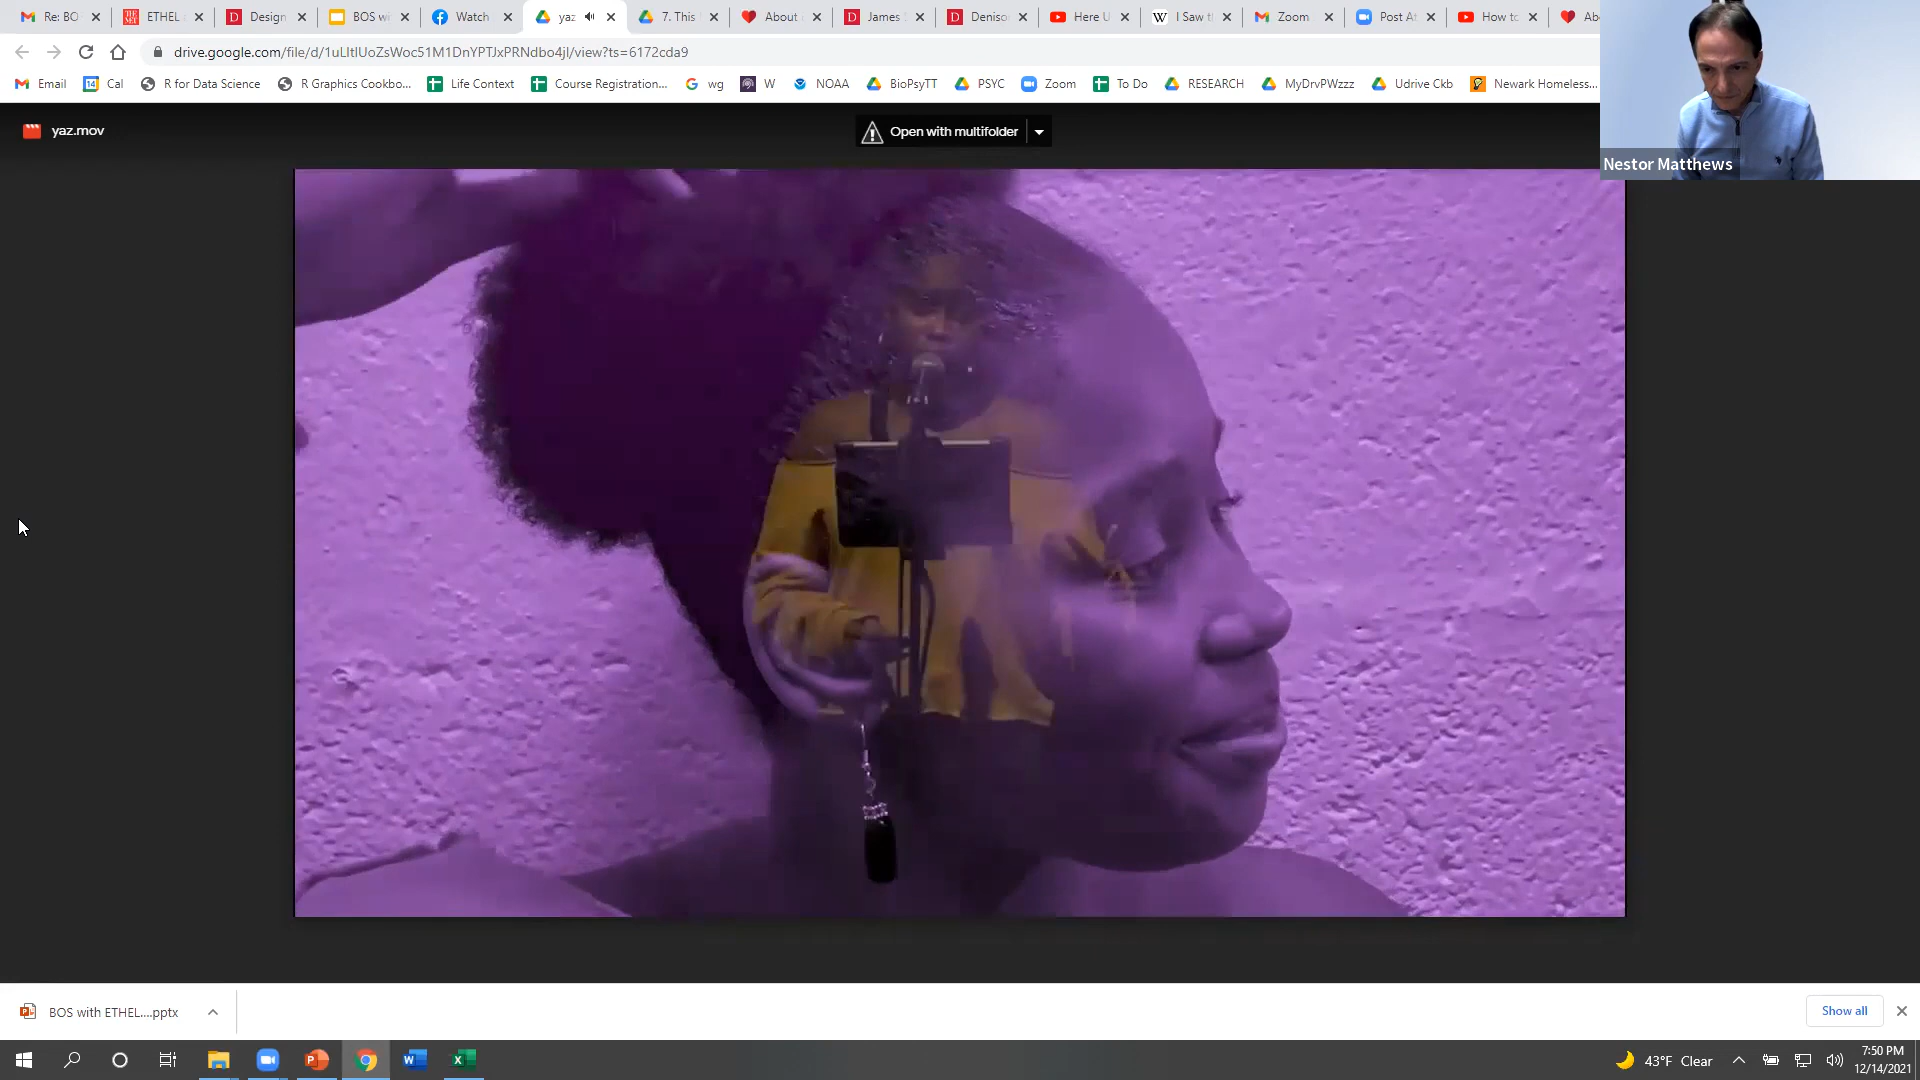 Re: BO
ETHEL
Design
BOS wi
Watch
yaz
7. This
About
James
Deniso
Here U
I Saw t
Zoom
Post A
How to
Ab
drive.google.com/file/d/1uLltlUoZsWoc51M1DnYPTJxPRNdbo4jl/view?ts=6172cda9
Email
Cal
R for Data Science
R Graphics Cookbo...
Life Context
Course Registration...
wg
W
NOAA
BioPsyTT
PSYC
Zoom
To Do
RESEARCH
MyDrvPWzzz
Udrive Ckb
Newark Homeless...
yaz.mov
Open with multifolder
Nestor Matthews
BOS with ETHEL....pptx
Show all
43°F Clear
7:50 PM
12/14/2021